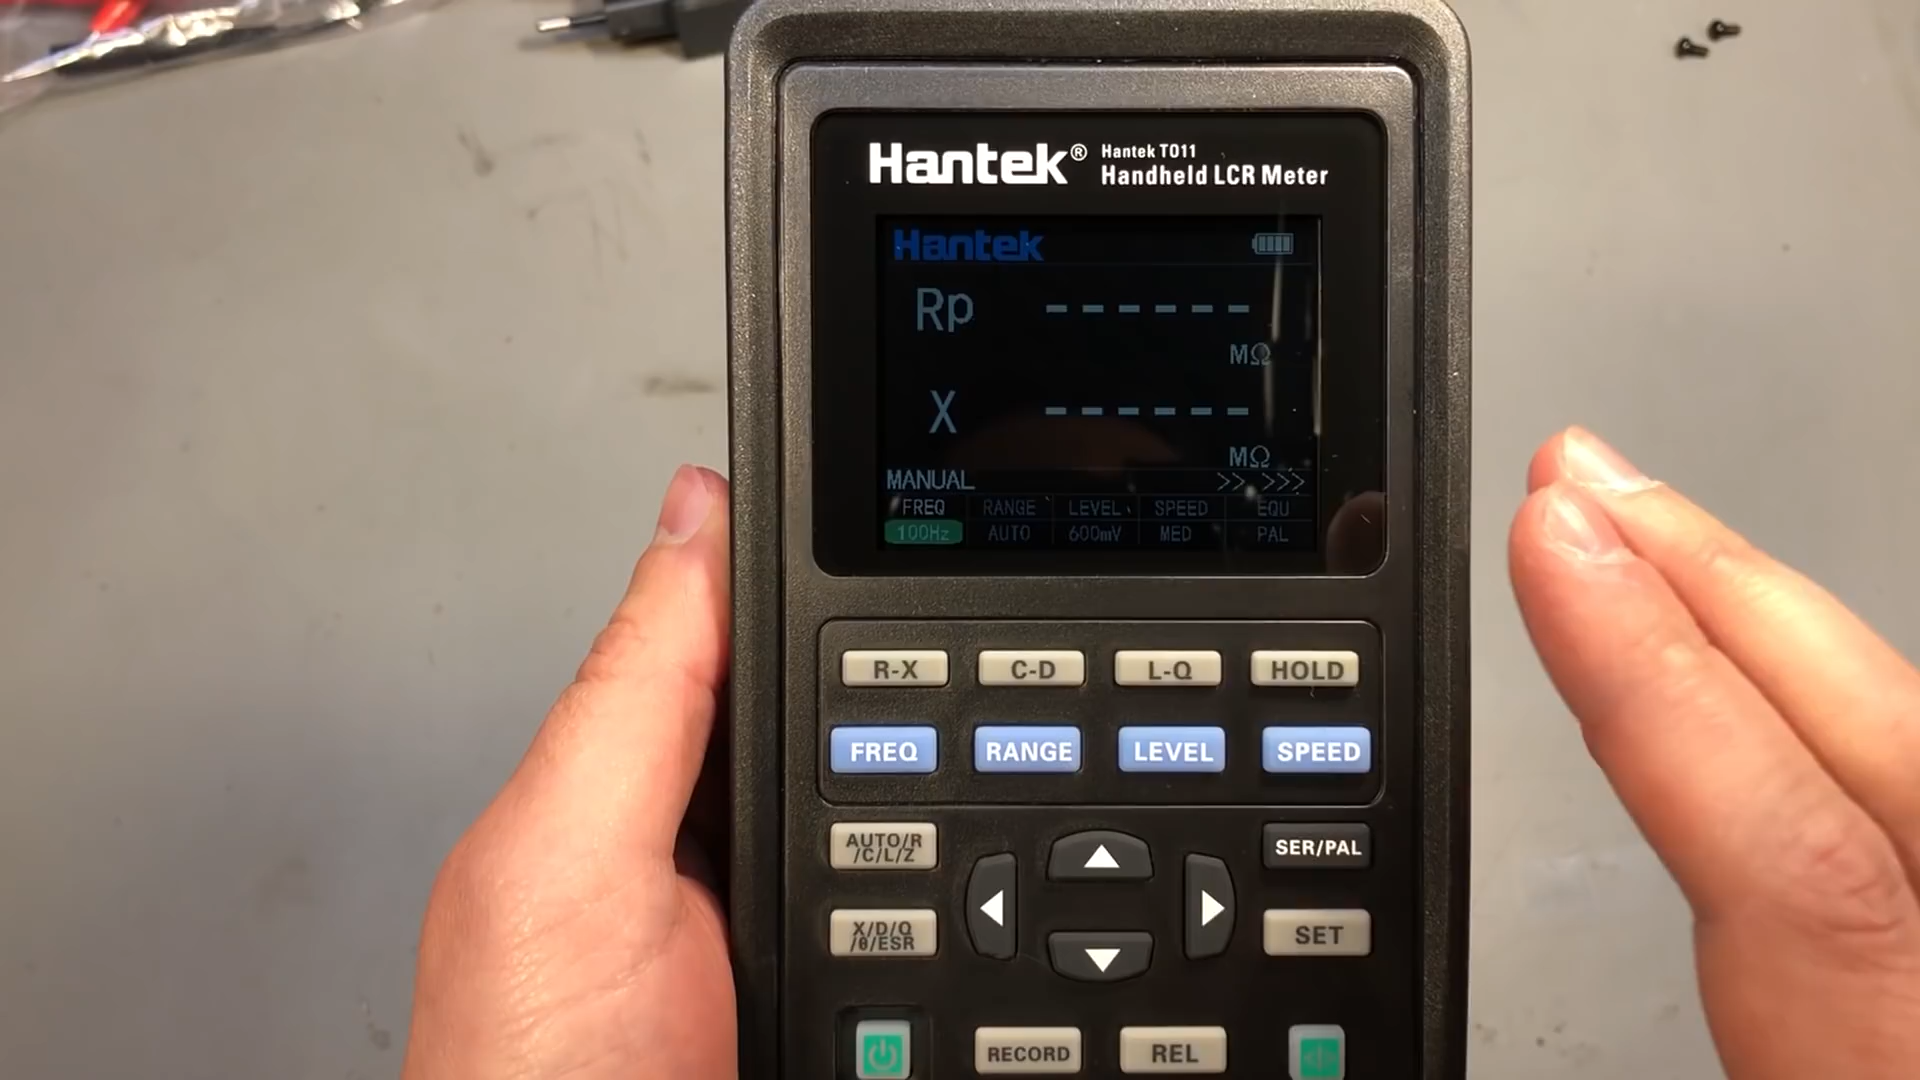 Hantek® Hantek TO11
Handheld LCR Meter
Hantek
Rp ------
MΩ
X ------
MΩ
MANUAL >> >>>
FREQ RANGE LEVEL SPEED EQU
100Hz AUTO 600mV MED PAL
R-X C-D L-Q HOLD
FREQ RANGE LEVEL SPEED
AUTO/R
/C/L/Z
SER/PAL
X/D/Q
/θ/ESR
SET
RECORD REL